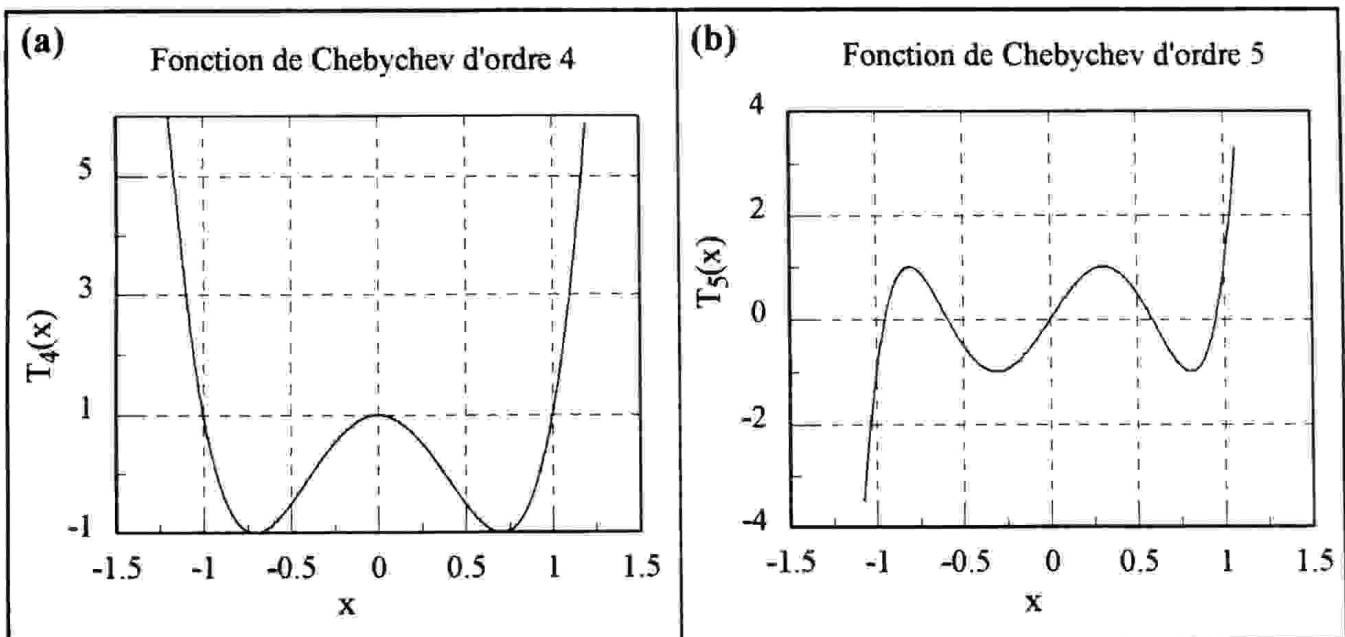 (a)
Fonction de Chebychev d'ordre 4
T4(x)
5
3
1
-1
-1.5 -1 -0.5 0 0.5 1 1.5
x
(b)
Fonction de Chebychev d'ordre 5
T5(x)
4
2
0
-2
-4
-1.5 -1 -0.5 0 0.5 1 1.5
x